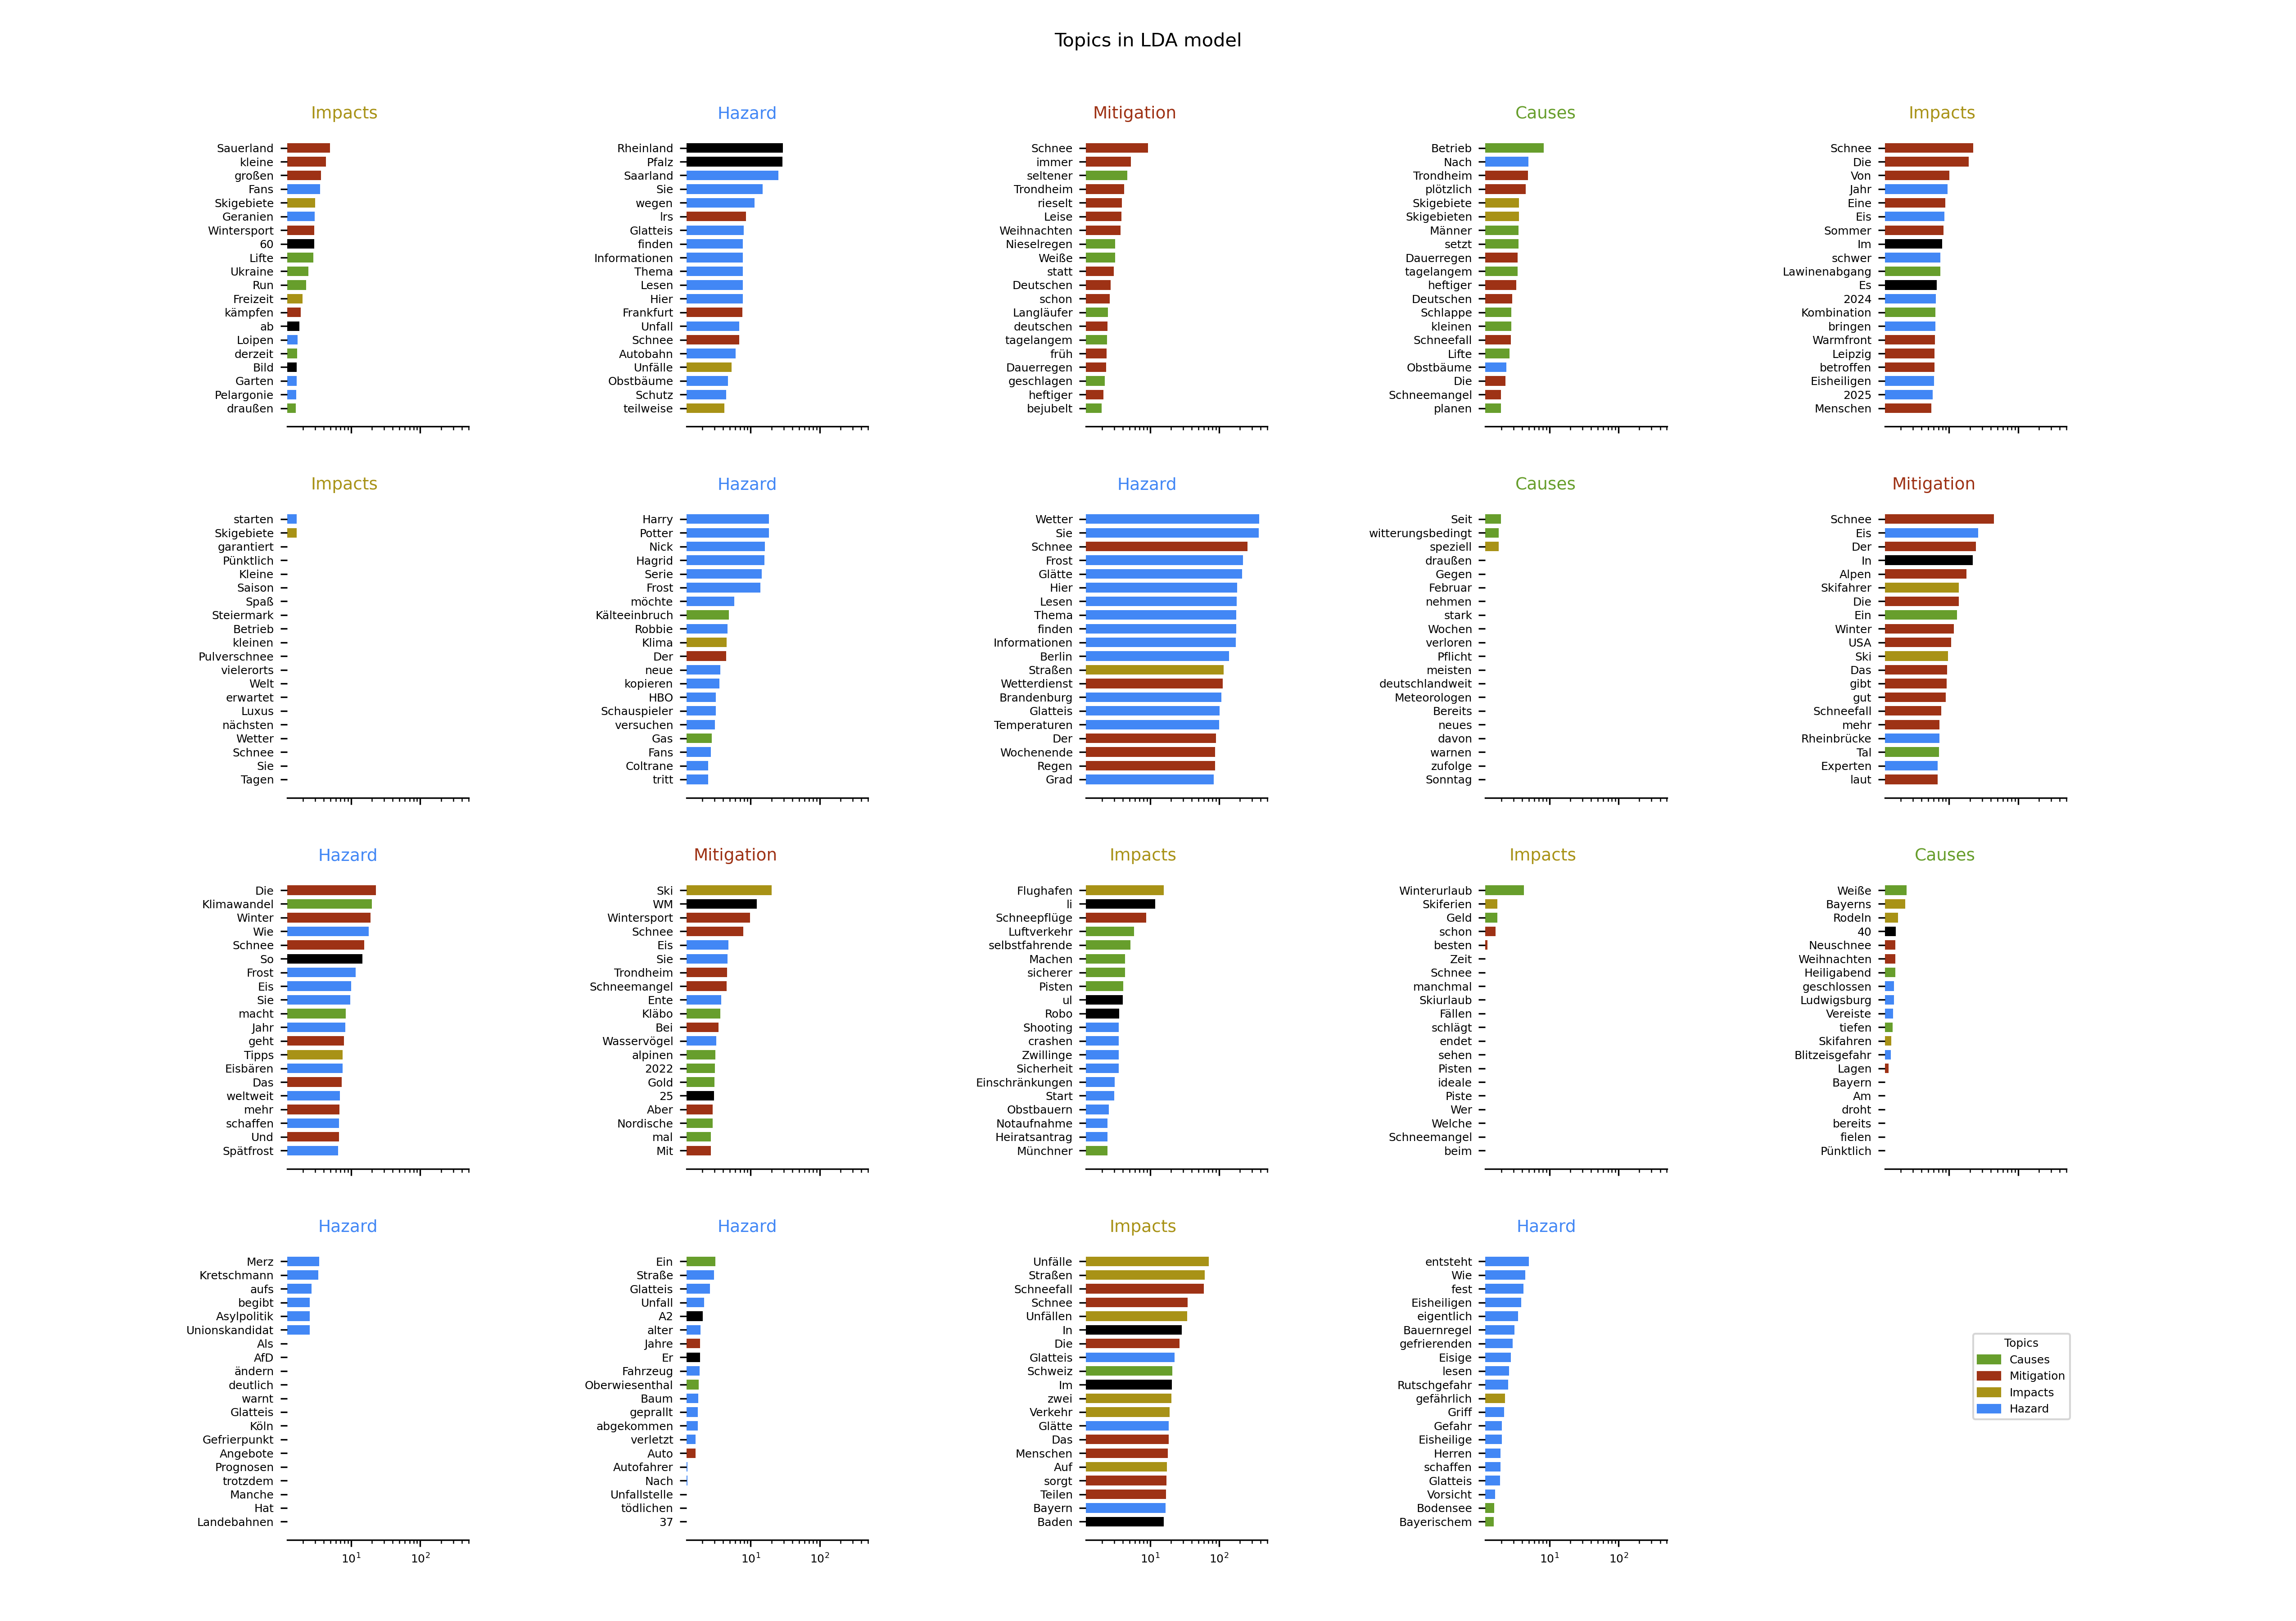 Topics in LDA model
Impacts
Sauerland
kleine
großen
Fans
Skigebiete
Geranien
Wintersport
60
Lifte
Ukraine
Run
Freizeit
kämpfen
ab
Loipen
derzeit
Bild
Garten
Pelargonie
draußen
Hazard
Rheinland
Pfalz
Saarland
Sie
wegen
lrs
Glatteis
finden
Informationen
Thema
Lesen
Hier
Frankfurt
Unfall
Schnee
Autobahn
Unfälle
Obstbäume
Schutz
teilweise
Mitigation
Schnee
immer
seltener
Trondheim
rieselt
Leise
Weihnachten
Nieselregen
Weiße
statt
Deutschen
schon
Langläufer
deutschen
tagelangem
früh
Dauerregen
geschlagen
heftiger
bejubelt
Causes
Betrieb
Nach
Trondheim
plötzlich
Skigebiete
Skigebieten
Männer
setzt
Dauerregen
tagelangem
heftiger
Deutschen
Schlappe
kleinen
Schneefall
Lifte
Obstbäume
Die
Schneemangel
planen
Impacts
Schnee
Die
Von
Jahr
Eine
Eis
Sommer
Im
schwer
Lawinenabgang
Es
2024
Kombination
bringen
Warmfront
Leipzig
betroffen
Eisheiligen
2025
Menschen
Impacts
starten
Skigebiete
garantiert
Pünktlich
Kleine
Saison
Spaß
Steiermark
Betrieb
kleinen
Pulverschnee
vielerorts
Welt
erwartet
Luxus
nächsten
Wetter
Schnee
Sie
Tagen
Hazard
Harry
Potter
Nick
Hagrid
Serie
Frost
möchte
Kälteeinbruch
Robbie
Klima
Der
neue
kopieren
HBO
Schauspieler
versuchen
Gas
Fans
Coltrane
tritt
Hazard
Wetter
Sie
Schnee
Frost
Glätte
Hier
Lesen
Thema
finden
Informationen
Berlin
Straßen
Wetterdienst
Brandenburg
Glatteis
Temperaturen
Der
Wochenende
Regen
Grad
Causes
Seit
witterungsbedingt
speziell
draußen
Gegen
Februar
nehmen
stark
Wochen
verloren
Pflicht
meisten
deutschlandweit
Meteorologen
Bereits
neues
davon
warnen
zufolge
Sonntag
Mitigation
Schnee
Eis
Der
In
Alpen
Skifahrer
Die
Ein
Winter
USA
Ski
Das
gibt
gut
Schneefall
mehr
Rheinbrücke
Tal
Experten
laut
Hazard
Die
Klimawandel
Winter
Wie
Schnee
So
Frost
Eis
Sie
macht
Jahr
geht
Tipps
Eisbären
Das
weltweit
mehr
schaffen
Und
Spätfrost
Mitigation
Ski
WM
Wintersport
Schnee
Eis
Sie
Trondheim
Schneemangel
Ente
Kläbo
Bei
Wasservögel
alpinen
2022
Gold
25
Aber
Nordische
mal
Mit
Impacts
Flughafen
li
Schneepflüge
Luftverkehr
selbstfahrende
Machen
sicherer
Pisten
ul
Robo
Shooting
crashen
Zwillinge
Sicherheit
Einschränkungen
Start
Obstbauern
Notaufnahme
Heiratsantrag
Münchner
Impacts
Winterurlaub
Skiferien
Geld
schon
besten
Zeit
Schnee
manchmal
Skiurlaub
Fällen
schlägt
endet
sehen
Pisten
ideale
Piste
Wer
Welche
Schneemangel
beim
Causes
Weiße
Bayerns
Rodeln
40
Neuschnee
Weihnachten
Heiligabend
geschlossen
Ludwigsburg
Vereiste
tiefen
Skifahren
Blitzeisgefahr
Lagen
Bayern
Am
droht
bereits
fielen
Pünktlich
Hazard
Merz
Kretschmann
aufs
begibt
Asylpolitik
Unionskandidat
Als
AfD
ändern
deutlich
warnt
Glatteis
Köln
Gefrierpunkt
Angebote
Prognosen
trotzdem
Manche
Hat
Landebahnen
10¹ 10²
Hazard
Ein
Straße
Glatteis
Unfall
A2
alter
Jahre
Er
Fahrzeug
Oberwiesenthal
Baum
geprallt
abgekommen
verletzt
Auto
Autofahrer
Nach
Unfallstelle
tödlichen
37
10¹ 10²
Impacts
Unfälle
Straßen
Schneefall
Schnee
Unfällen
In
Die
Glatteis
Schweiz
Im
zwei
Verkehr
Glätte
Das
Menschen
Auf
sorgt
Teilen
Bayern
Baden
10¹ 10²
Hazard
entsteht
Wie
fest
Eisheiligen
eigentlich
Bauernregel
gefrierenden
Eisige
lesen
Rutschgefahr
gefährlich
Griff
Gefahr
Eisheilige
Herren
schaffen
Glatteis
Vorsicht
Bodensee
Bayerischem
10¹ 10²
Topics
Causes
Mitigation
Impacts
Hazard